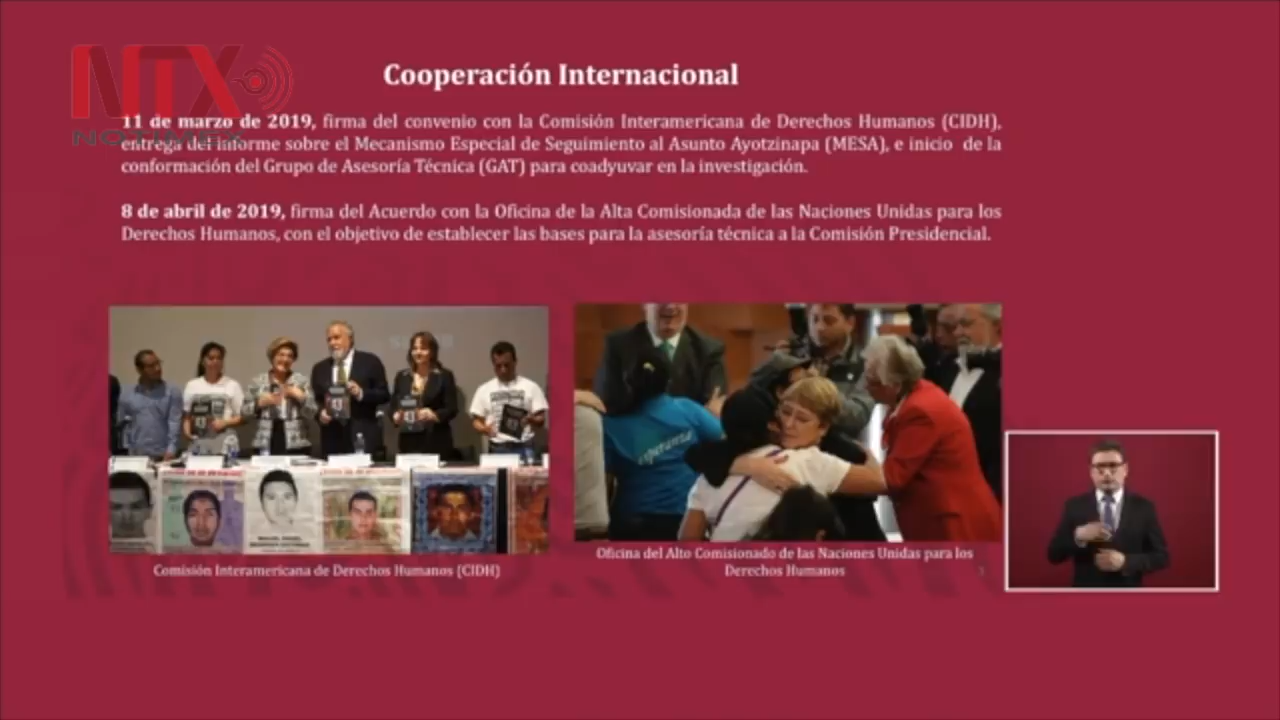 NTX
NOTIMEX
Cooperación Internacional
11 de marzo de 2019, firma del convenio con la Comisión Interamericana de Derechos Humanos (CIDH),
entrega del informe sobre el Mecanismo Especial de Seguimiento al Asunto Ayotzinapa (MESA), e inicio de la
conformación del Grupo de Asesoría Técnica (GAT) para coadyuvar en la investigación.
8 de abril de 2019, firma del Acuerdo con la Oficina de la Alta Comisionada de las Naciones Unidas para los
Derechos Humanos, con el objetivo de establecer las bases para la asesoría técnica a la Comisión Presidencial.
esperanza
Comisión Interamericana de Derechos Humanos (CIDH)
Oficina del Alto Comisionado de las Naciones Unidas para los
Derechos Humanos